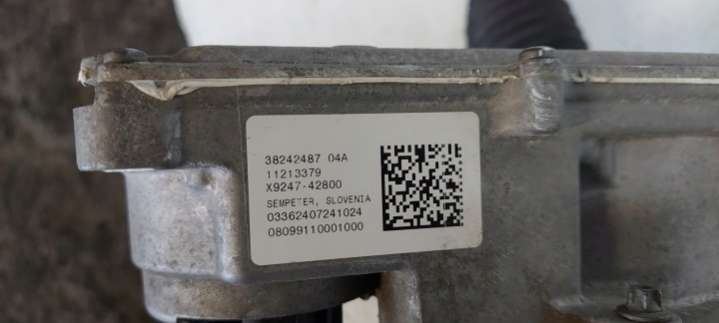 38242487 04A
11213379
X9247-42800
SEMPETER, SLOVENIA
03362407241024
08099110001000